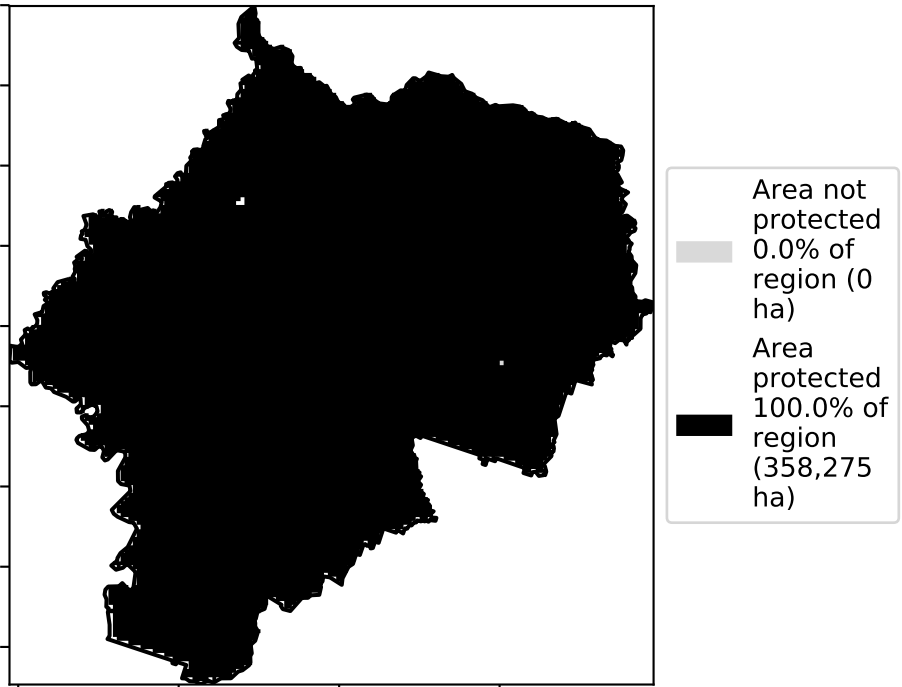 Area not
protected
0.0% of
region (0
ha)
Area
protected
100.0% of
region
(358,275
ha)